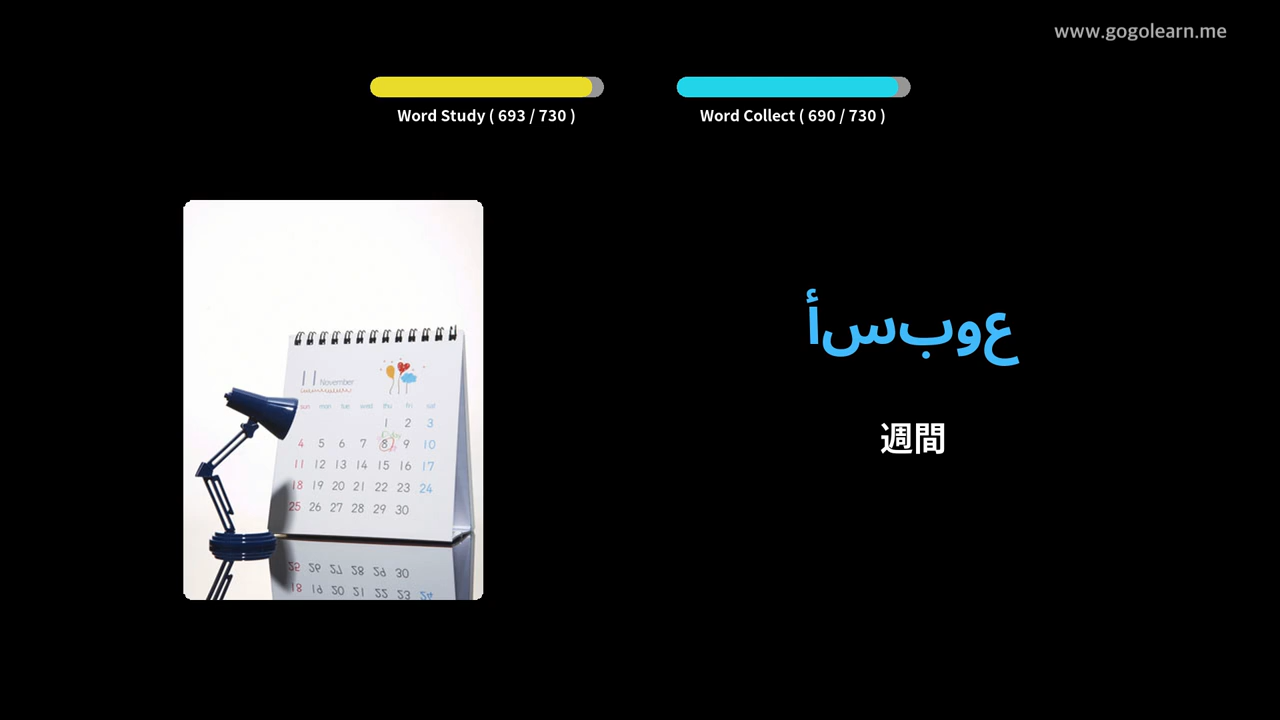 www.gogolearn.me
Word Study ( 693 / 730 )
Word Collect ( 690 / 730 )
عوبسأ
週間
11 November
sun mon tue wed thu fri sat
1 2 3
4 5 6 7 8 9 10
11 12 13 14 15 16 17
18 19 20 21 22 23 24
25 26 27 28 29 30